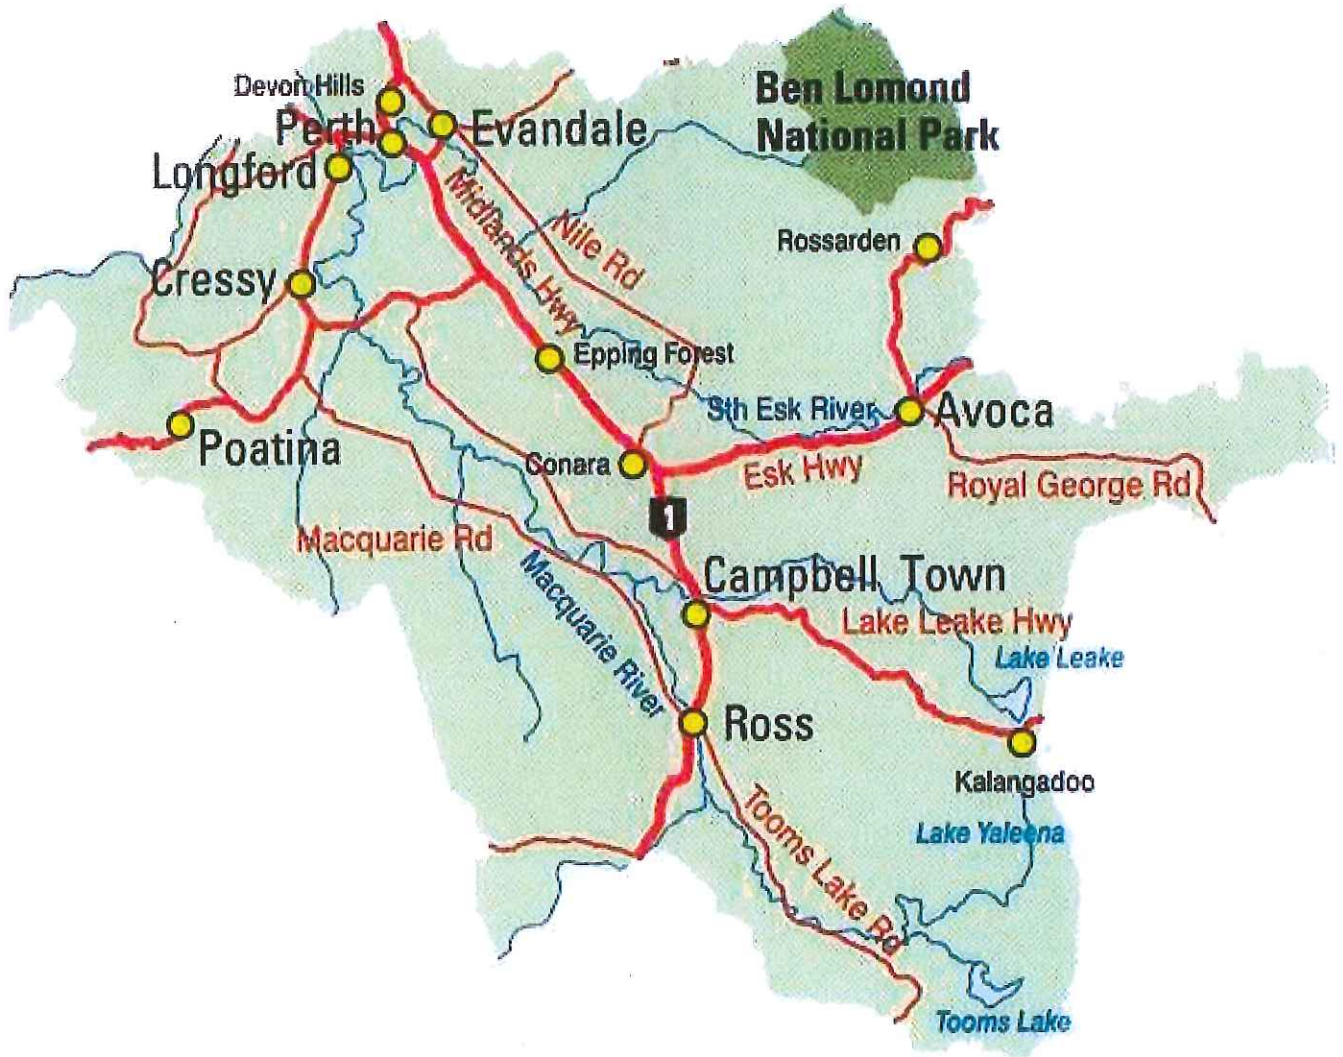 Devon Hills
Ben Lomond
National Park
Perth
Evandale
Longford
Midlands Hwy
Nile Rd
Rossarden
Cressy
Epping Forest
Sth Esk River
Avoca
Poatina
Conara
Esk Hwy
Royal George Rd
1
Macquarie Rd
Macquarie River
Campbell Town
Lake Leake Hwy
Lake Leake
Ross
Kalangadoo
Tooms Lake Rd
Lake Yaleena
Tooms Lake